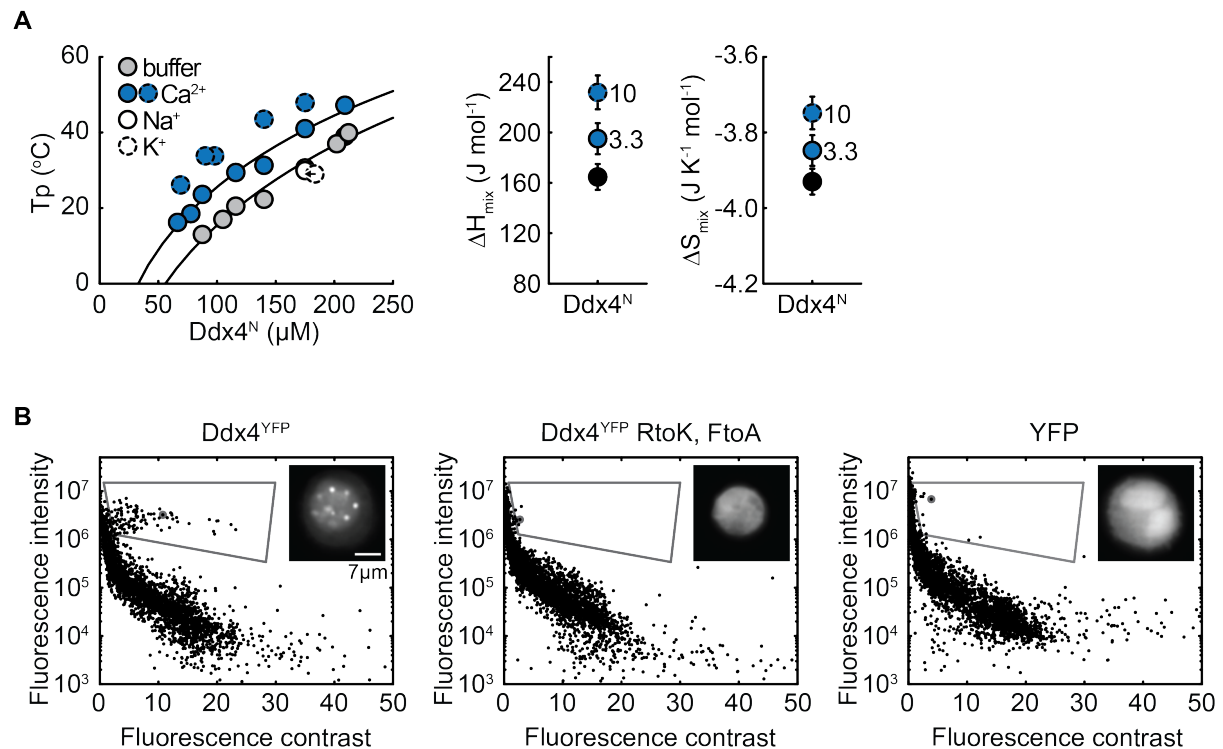 A
60
40
20
0
Tp (°C)
buffer
Ca²⁺
Na⁺
K⁺
0 50 100 150 200 250
Ddx4ᴺ (μM)
240
200
160
120
80
ΔHmix (J mol⁻¹)
10
3.3
Ddx4ᴺ
-3.6
-3.8
-4.0
-4.2
ΔSmix (J K⁻¹ mol⁻¹)
10
3.3
Ddx4ᴺ
B
Ddx4ʸᶠᴾ
Fluorescence intensity
10⁷
10⁶
10⁵
10⁴
10³
7μm
0 10 20 30 40 50
Fluorescence contrast
Ddx4ʸᶠᴾ RtoK, FtoA
Fluorescence intensity
10⁷
10⁶
10⁵
10⁴
10³
0 10 20 30 40 50
Fluorescence contrast
YFP
Fluorescence intensity
10⁷
10⁶
10⁵
10⁴
10³
0 10 20 30 40 50
Fluorescence contrast